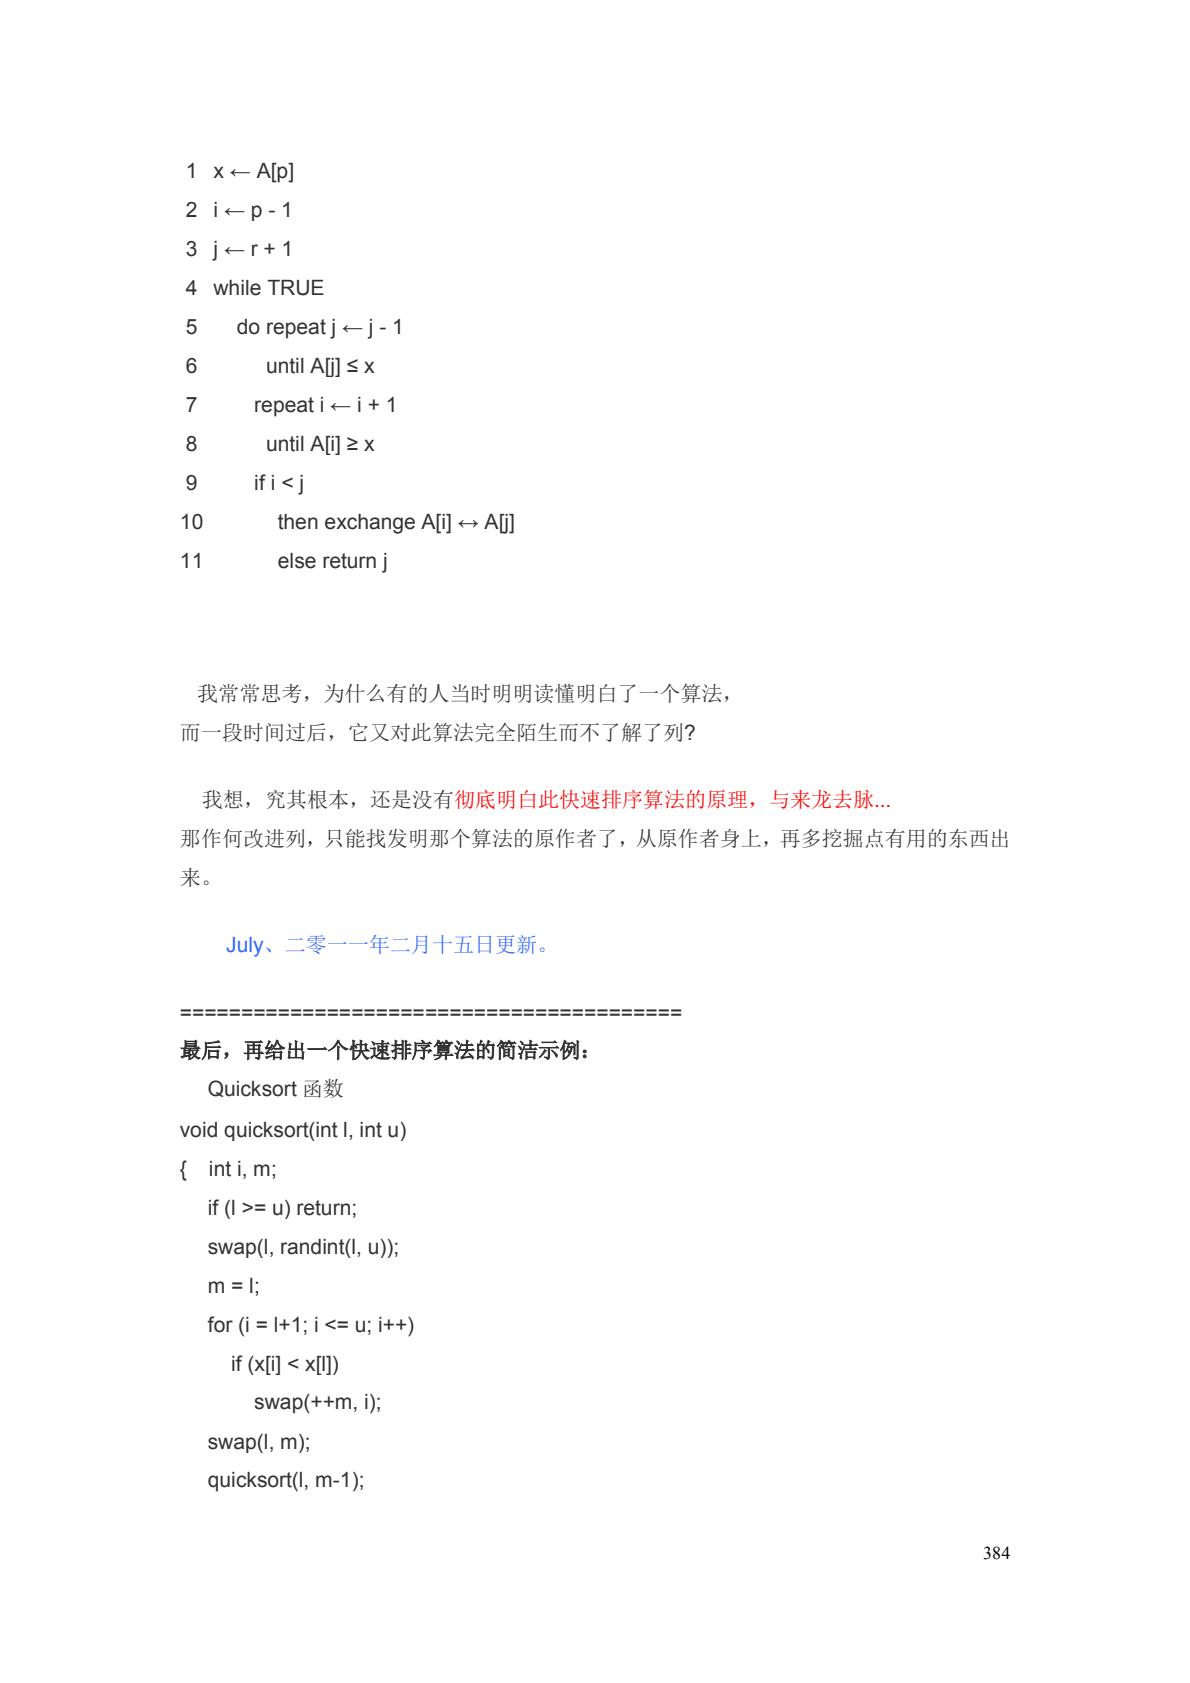 1 x ← A[p]
2 i ← p - 1
3 j ← r + 1
4 while TRUE
5 do repeat j ← j - 1
6 until A[j] ≤ x
7 repeat i ← i + 1
8 until A[i] ≥ x
9 if i < j
10 then exchange A[i] ↔ A[j]
11 else return j
我常常思考，为什么有的人当时明明读懂明白了一个算法，
而一段时间过后，它又对此算法完全陌生而不了解了列?
我想，究其根本，还是没有彻底明白此快速排序算法的原理，与来龙去脉...
那作何改进列，只能找发明那个算法的原作者了，从原作者身上，再多挖掘点有用的东西出
来。
July、二零一一年二月十五日更新。
=========================================
最后，再给出一个快速排序算法的简洁示例：
Quicksort 函数
void quicksort(int l, int u)
{ int i, m;
if (l >= u) return;
swap(l, randint(l, u));
m = l;
for (i = l+1; i <= u; i++)
if (x[i] < x[l])
swap(++m, i);
swap(l, m);
quicksort(l, m-1);
384